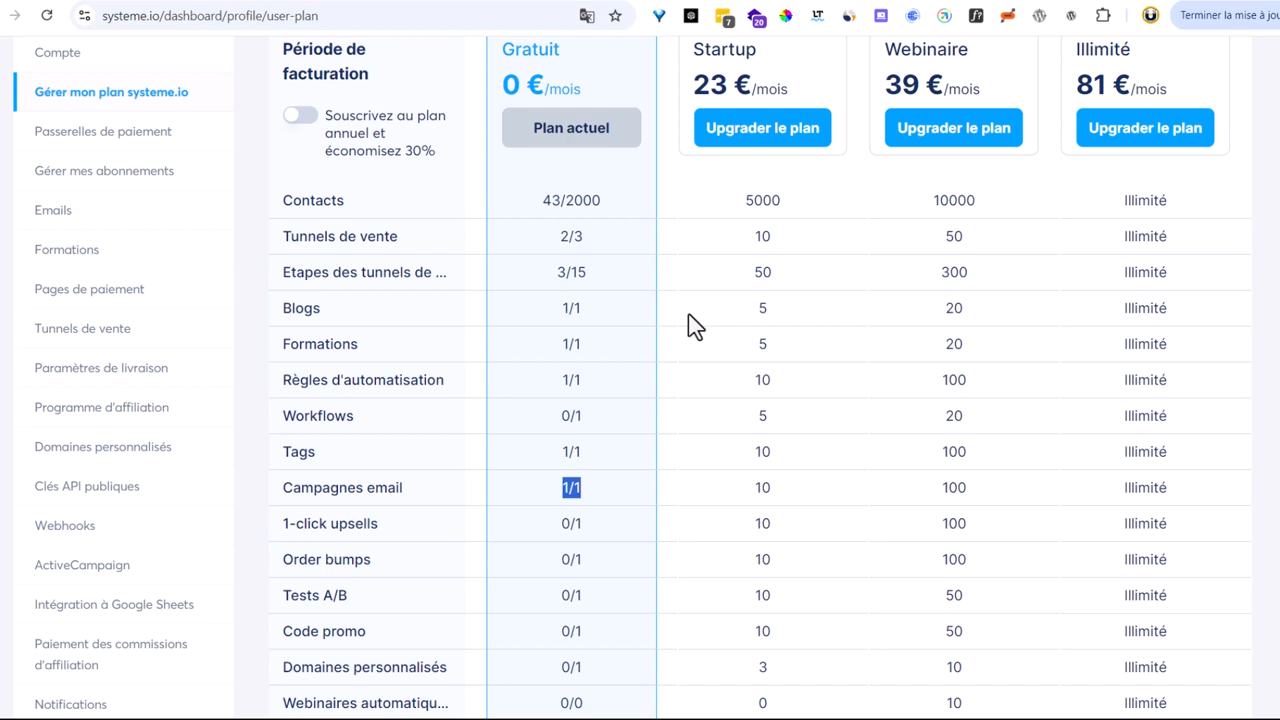 systeme.io/dashboard/profile/user-plan
7
20
LT
f?
Terminer la mise à jou
Compte
Gérer mon plan systeme.io
Passerelles de paiement
Gérer mes abonnements
Emails
Formations
Pages de paiement
Tunnels de vente
Paramètres de livraison
Programme d'affiliation
Domaines personnalisés
Clés API publiques
Webhooks
ActiveCampaign
Intégration à Google Sheets
Paiement des commissions
d'affiliation
Notifications
Période de
facturation
Souscrivez au plan
annuel et
économisez 30%
Gratuit
0 €/mois
Plan actuel
Startup
23 €/mois
Upgrader le plan
Webinaire
39 €/mois
Upgrader le plan
Illimité
81 €/mois
Upgrader le plan
Contacts 43/2000 5000 10000 Illimité
Tunnels de vente 2/3 10 50 Illimité
Etapes des tunnels de ... 3/15 50 300 Illimité
Blogs 1/1 5 20 Illimité
Formations 1/1 5 20 Illimité
Règles d'automatisation 1/1 10 100 Illimité
Workflows 0/1 5 20 Illimité
Tags 1/1 10 100 Illimité
Campagnes email 1/1 10 100 Illimité
1-click upsells 0/1 10 100 Illimité
Order bumps 0/1 10 100 Illimité
Tests A/B 0/1 10 50 Illimité
Code promo 0/1 10 50 Illimité
Domaines personnalisés 0/1 3 10 Illimité
Webinaires automatiqu... 0/0 0 10 Illimité